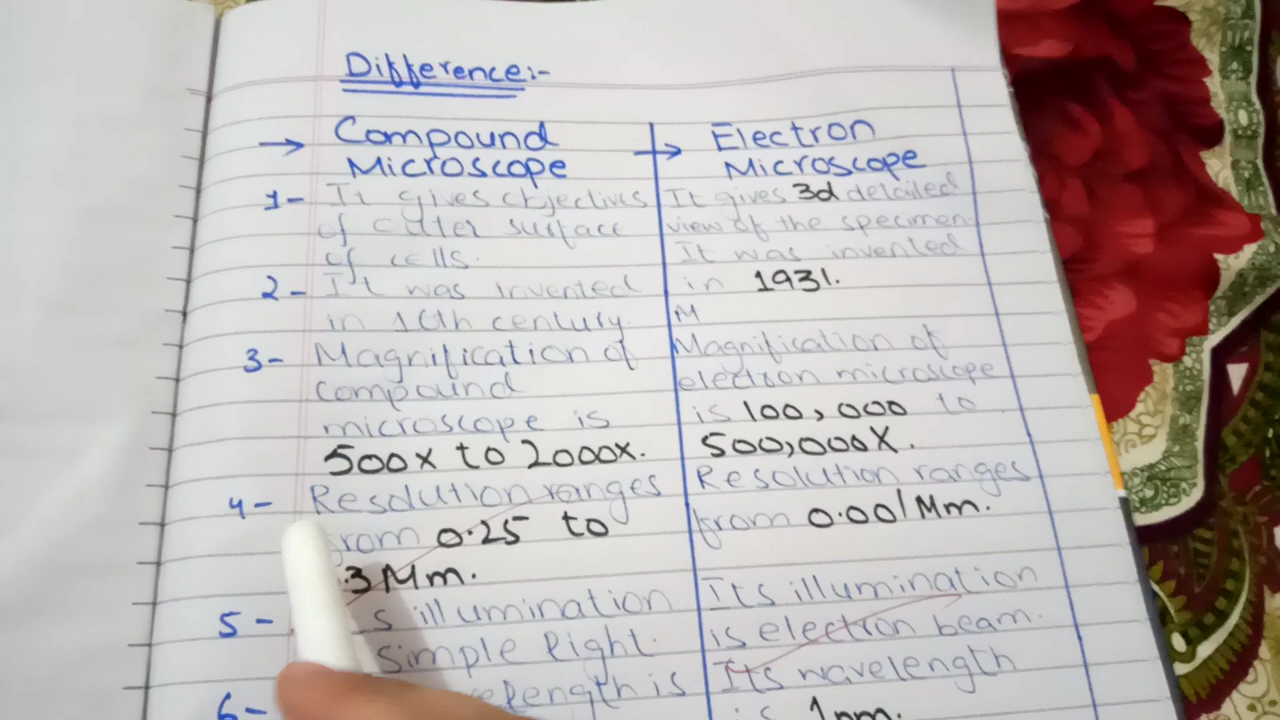 Difference:-
→ Compound Microscope
→ Electron Microscope
1- It gives objectives
of outer surface
of cells.
2- It was invented
in 16th century.
3- Magnification of
compound
microscope is
500x to 2000x.
4- Resolution ranges
from 0.25 to
.3 Mm.
5- s illumination
simple light.
6- length is
It gives 3d detailed
view of the specimen
It was invented
in 1931.
M
Magnification of
electron microscope
is 100,000 to
500,000X.
Resolution ranges
from 0.001Mm.
Its illumination
is electron beam.
Its wavelength
is 1nm.